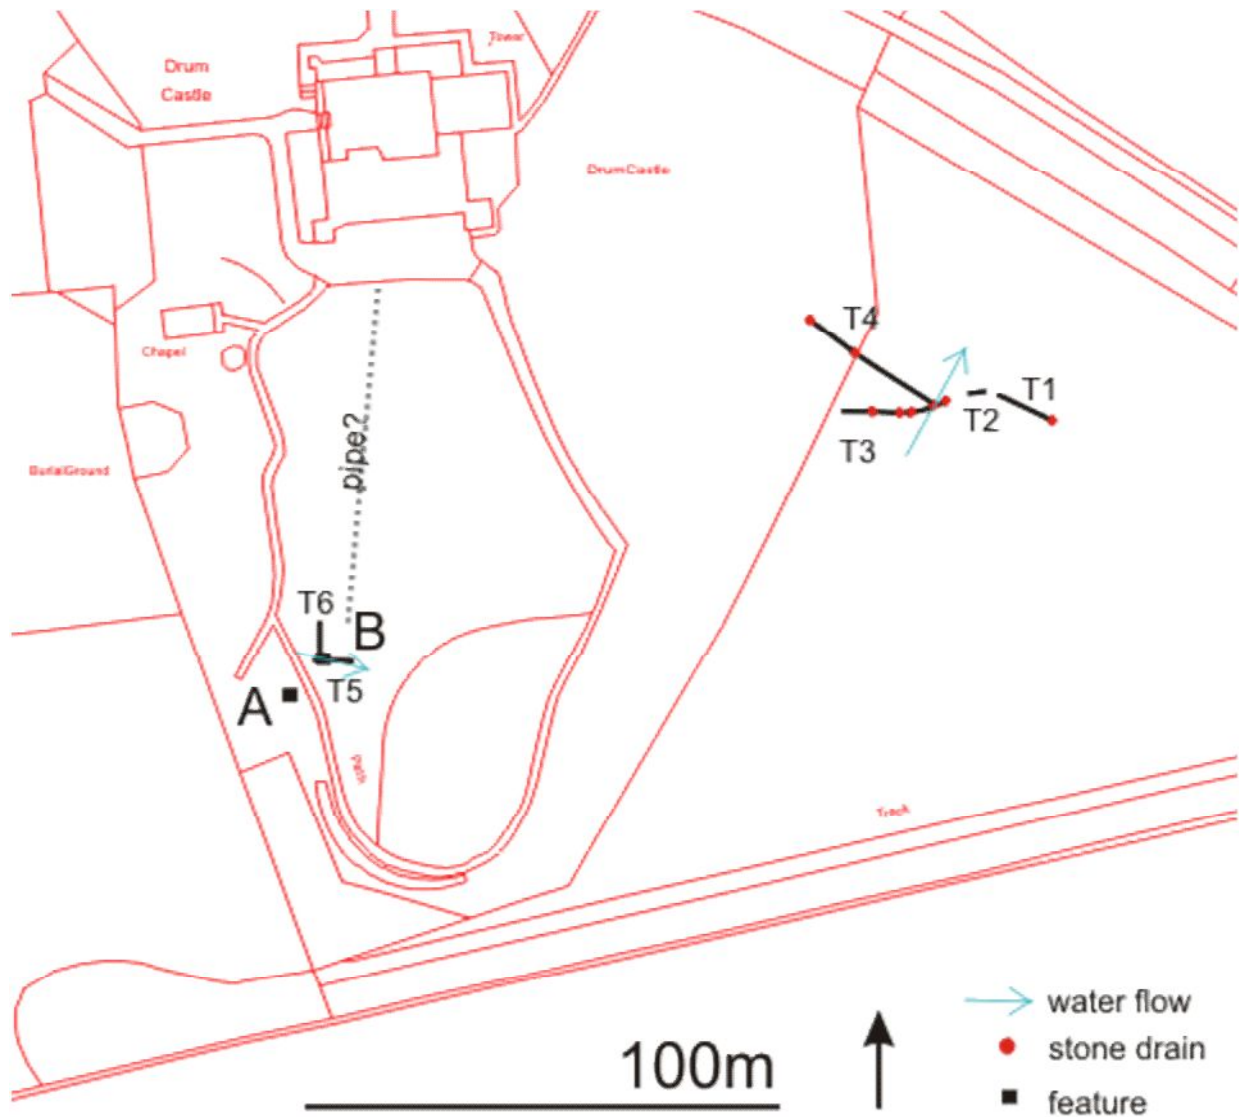 Tower
Drum
Castle
DrumCastle
T4
Chapel
T1
T2
pipe?
T3
BurialGround
T6
B
T5
A
Path
Track
water flow
100m
stone drain
feature